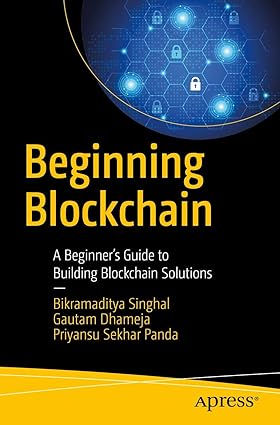 Beginning
Blockchain
A Beginner's Guide to
Building Blockchain Solutions
—
Bikramaditya Singhal
Gautam Dhameja
Priyansu Sekhar Panda
Apress®